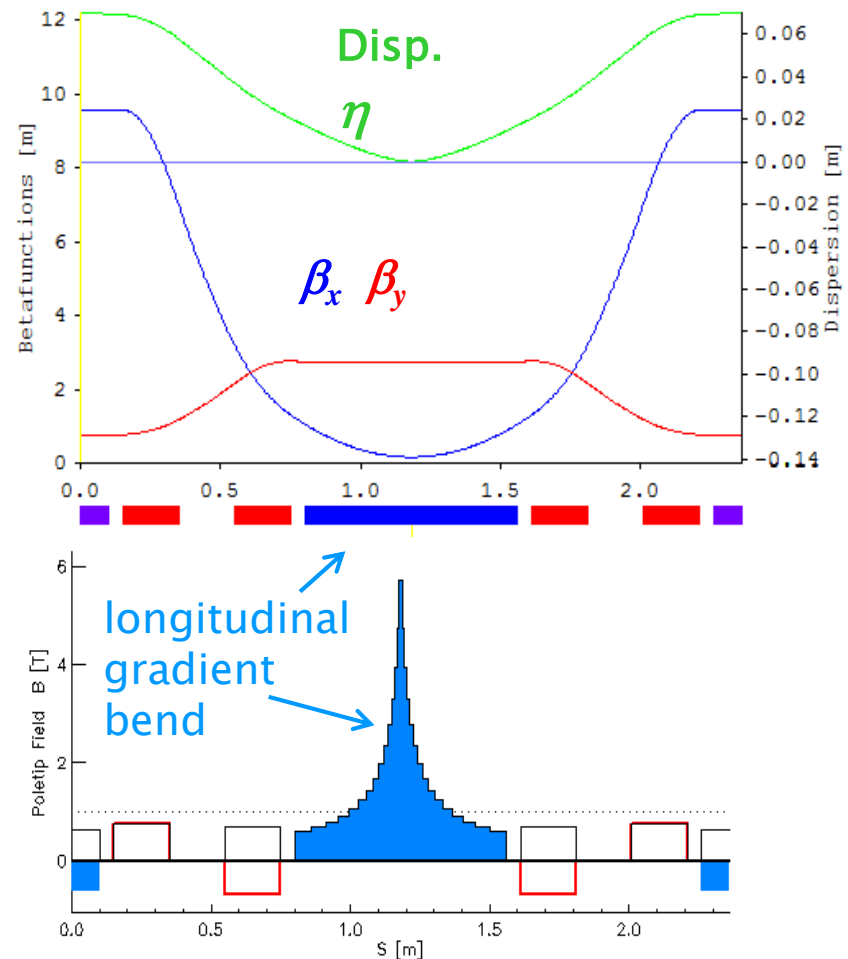 12
10
8
6
4
2
0
Betafunctions [m]
Disp.
η
βx βy
0.06
0.04
0.02
0.00
-0.02
-0.04
-0.06
-0.08
-0.10
-0.12
-0.14
Dispersion [m]
0.0 0.5 1.0 1.5 2.0
6
4
2
0
Poletip Field B [T]
longitudinal
gradient
bend
0.0 0.5 1.0 1.5 2.0
S [m]